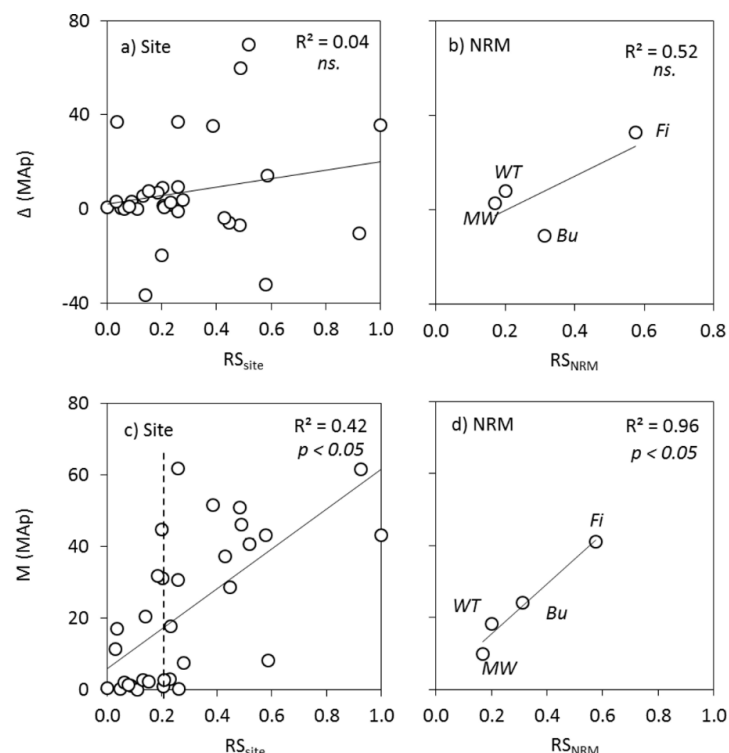 80
40
0
-40
Δ (MAp)
a) Site
R² = 0.04
ns.
0.0 0.2 0.4 0.6 0.8 1.0
RSsite
b) NRM
R² = 0.52
ns.
Fi
WT
MW
Bu
0.0 0.2 0.4 0.6 0.8
RSNRM
80
60
40
20
0
M (MAp)
c) Site
R² = 0.42
p < 0.05
0.0 0.2 0.4 0.6 0.8 1.0
RSsite
d) NRM
R² = 0.96
p < 0.05
Fi
WT
Bu
MW
0.0 0.2 0.4 0.6 0.8 1.0
RSNRM